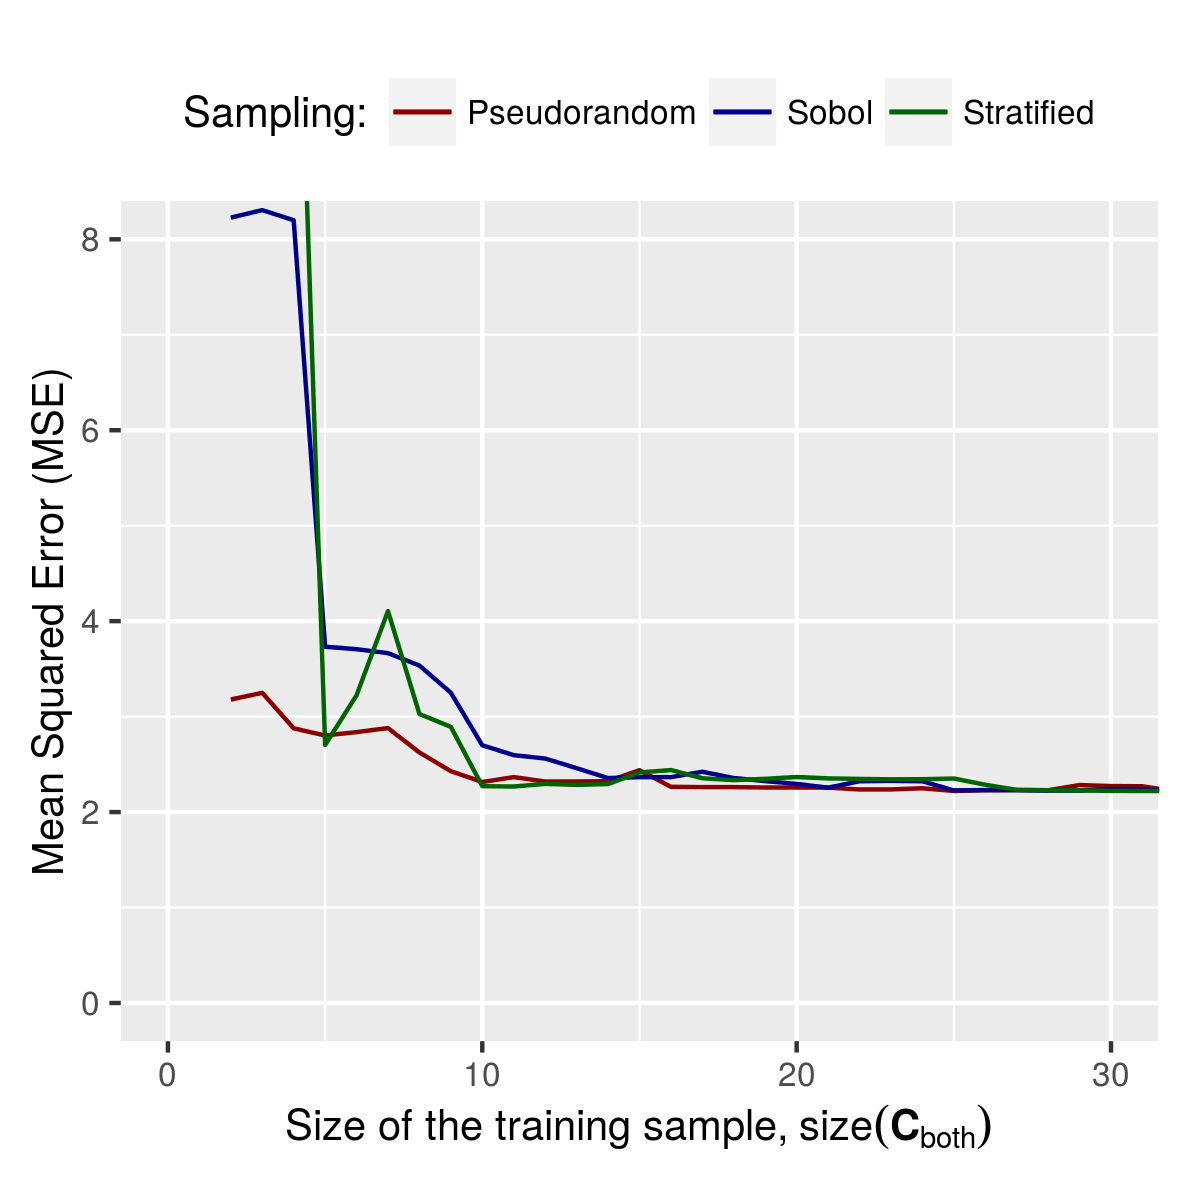 Sampling: Pseudorandom Sobol Stratified
8
6
4
2
0
Mean Squared Error (MSE)
0 10 20 30
Size of the training sample, size(C_both)